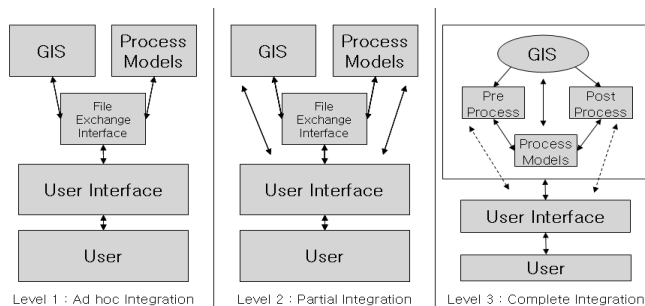 GIS
Process
Models
File
Exchange
Interface
User Interface
User
Level 1 : Ad hoc Integration
GIS
Process
Models
File
Exchange
Interface
User Interface
User
Level 2 : Partial Integration
GIS
Pre
Process
Post
Process
Process
Models
User Interface
User
Level 3 : Complete Integration